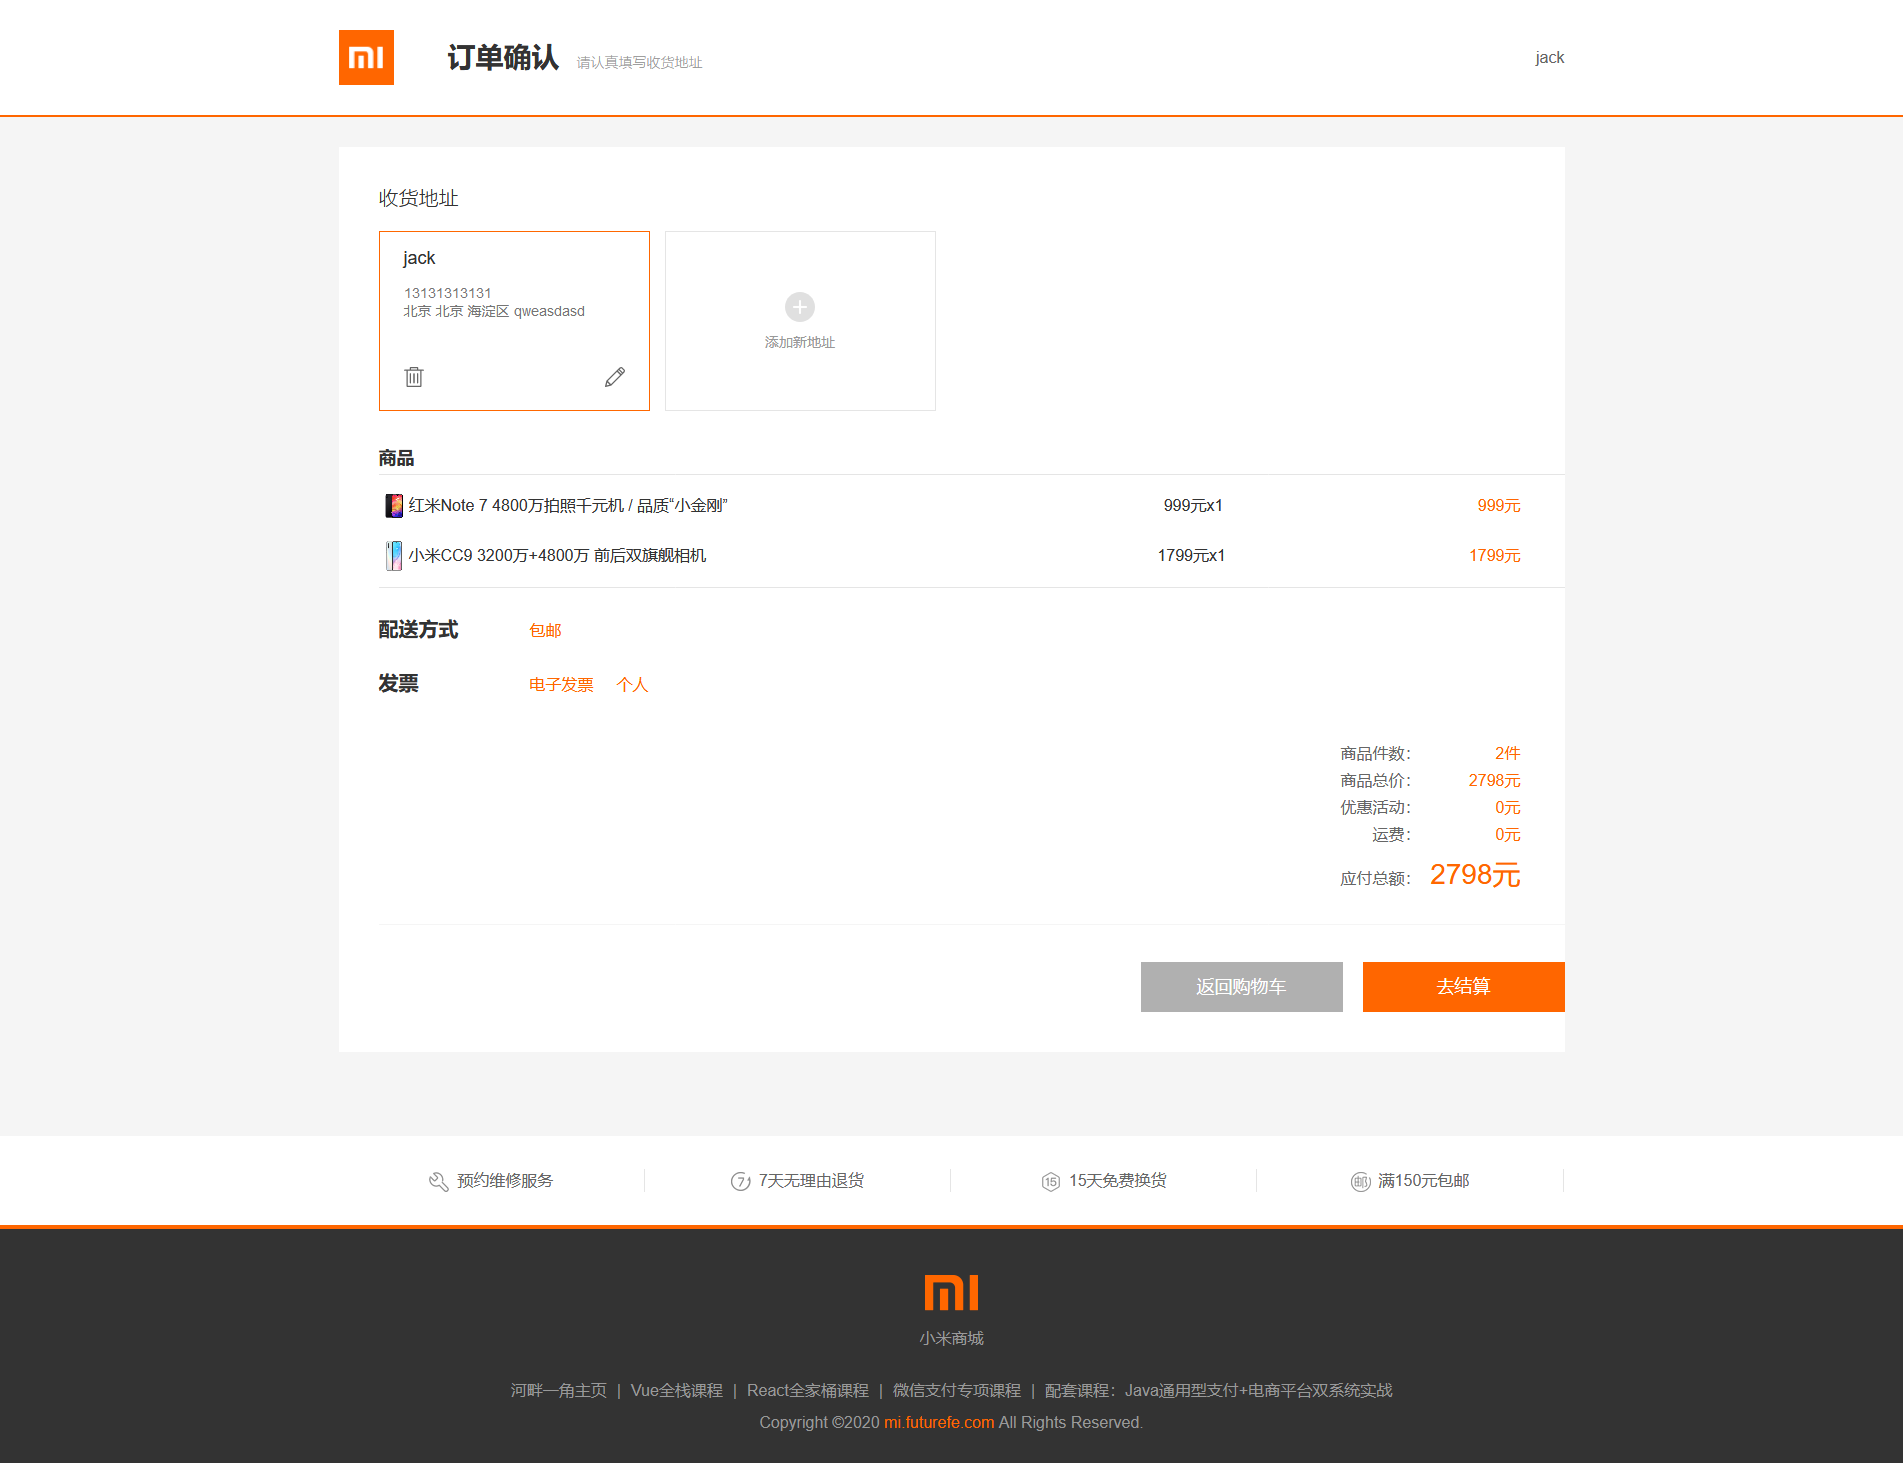 mi
订单确认 请认真填写收货地址 jack
收货地址
jack
13131313131
北京 北京 海淀区 qweasdasd
添加新地址
商品
红米Note 7 4800万拍照千元机 / 品质“小金刚” 999元x1 999元
小米CC9 3200万+4800万 前后双旗舰相机 1799元x1 1799元
配送方式 包邮
发票 电子发票 个人
商品件数： 2件
商品总价： 2798元
优惠活动： 0元
运费： 0元
应付总额： 2798元
返回购物车 去结算
预约维修服务 7 7天无理由退货 15 15天免费换货 邮 满150元包邮
mi
小米商城
河畔一角主页 | Vue全栈课程 | React全家桶课程 | 微信支付专项课程 | 配套课程：Java通用型支付+电商平台双系统实战
Copyright ©2020 mi.futurefe.com All Rights Reserved.